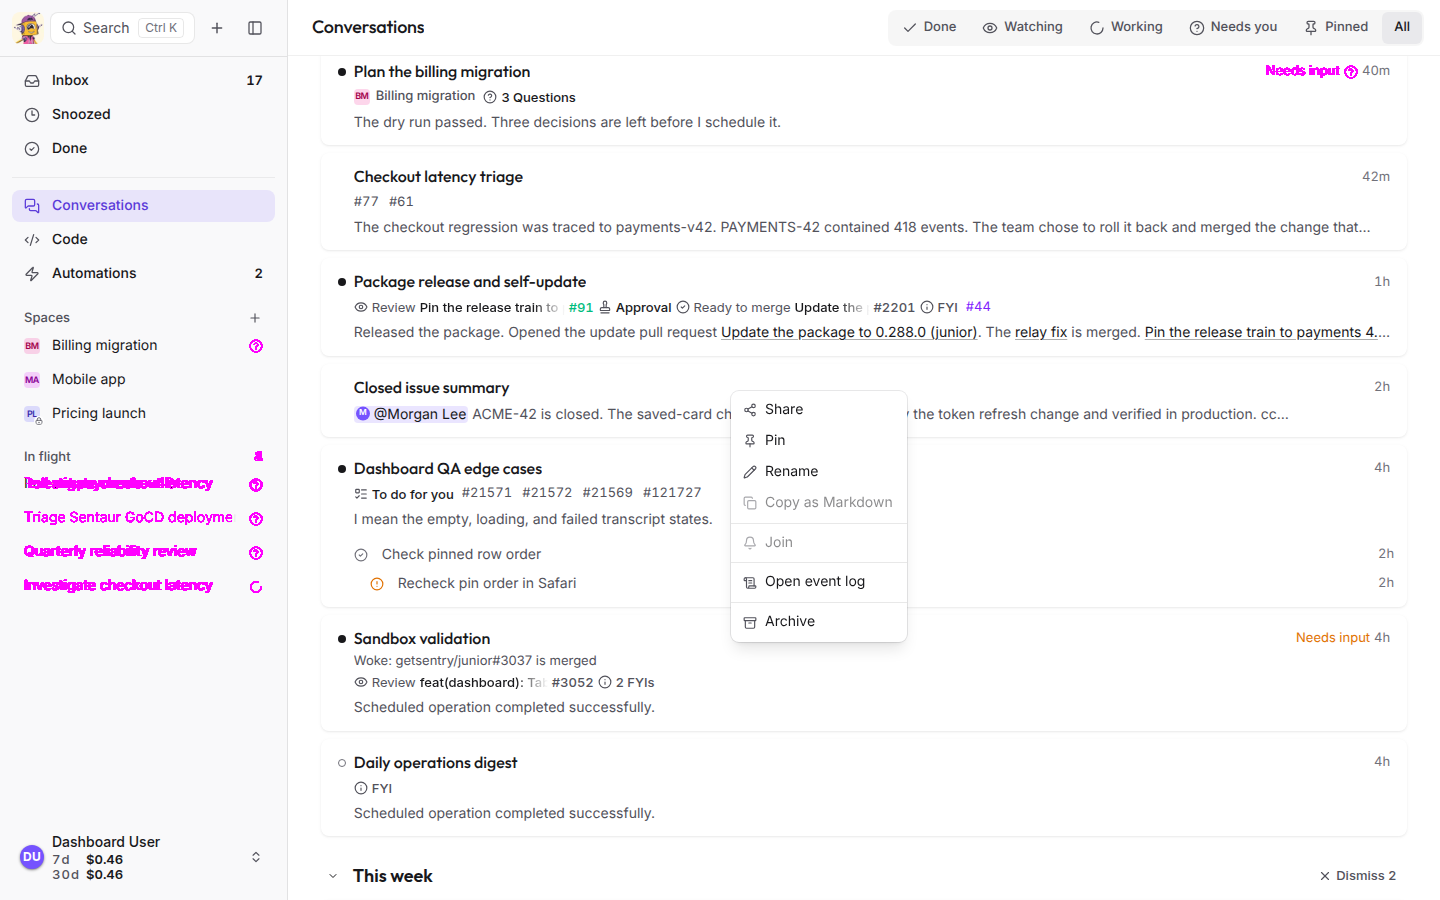 Search Ctrl K
Inbox 17
Snoozed
Done
Conversations
Code
Automations 2
Spaces
BM Billing migration
MA Mobile app
PL Pricing launch
In flight
Triage Sentaur GoCD deployme
Quarterly reliability review
Investigate checkout latency
DU Dashboard User
7d $0.46
30d $0.46
Conversations
Done Watching Working Needs you Pinned All
Plan the billing migration Needs input 40m
BM Billing migration 3 Questions
The dry run passed. Three decisions are left before I schedule it.
Checkout latency triage 42m
#77 #61
The checkout regression was traced to payments-v42. PAYMENTS-42 contained 418 events. The team chose to roll it back and merged the change that...
Package release and self-update 1h
Review Pin the release train to #91 Approval Ready to merge Update the #2201 FYI #44
Released the package. Opened the update pull request Update the package to 0.288.0 (junior). The relay fix is merged. Pin the release train to payments 4....
Closed issue summary 2h
M @Morgan Lee ACME-42 is closed. The saved-card ch the token refresh change and verified in production. cc...
Share
Pin
Rename
Copy as Markdown
Join
Open event log
Archive
Dashboard QA edge cases 4h
To do for you #21571 #21572 #21569 #121727
I mean the empty, loading, and failed transcript states.
Check pinned row order 2h
Recheck pin order in Safari 2h
Sandbox validation Needs input 4h
Woke: getsentry/junior#3037 is merged
Review feat(dashboard): #3052 2 FYIs
Scheduled operation completed successfully.
Daily operations digest 4h
FYI
Scheduled operation completed successfully.
This week Dismiss 2